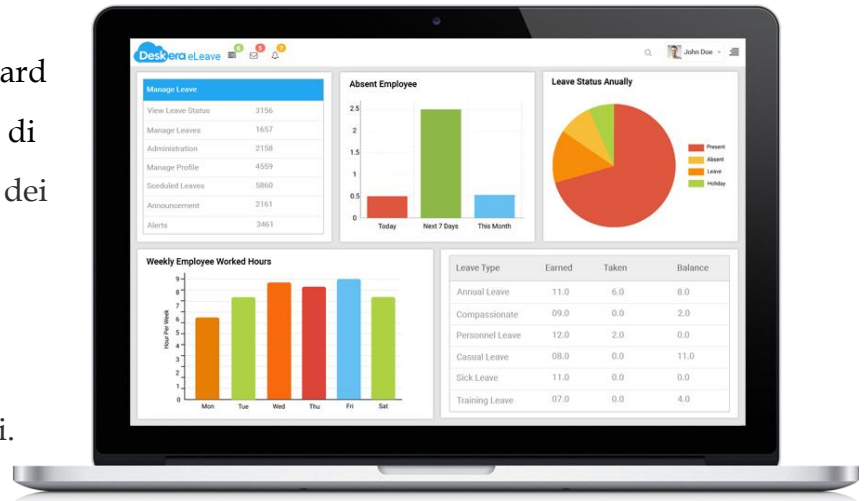 ard
di
dei
i.
Deskera eLeave
6
5
7
John Doe
Manage Leave
View Leave Status 3156
Manage Leaves 1657
Administration 2158
Manage Profile 4559
Sceduled Leaves 5860
Announcement 2161
Alerts 3461
Absent Employee
2.5
2
1.5
1
0.5
0
Today Next 7 Days This Month
Leave Status Anually
Present
Absent
Leave
Holiday
Weekly Employee Worked Hours
Hour Per Week
9
8
7
6
5
4
3
2
1
0
Mon Tue Wed Thu Fri Sat
Leave Type Earned Taken Balance
Annual Leave 11.0 6.0 8.0
Compassionate 09.0 0.0 2.0
Personnel Leave 12.0 2.0 0.0
Casual Leave 08.0 0.0 11.0
Sick Leave 11.0 0.0 0.0
Training Leave 07.0 0.0 4.0